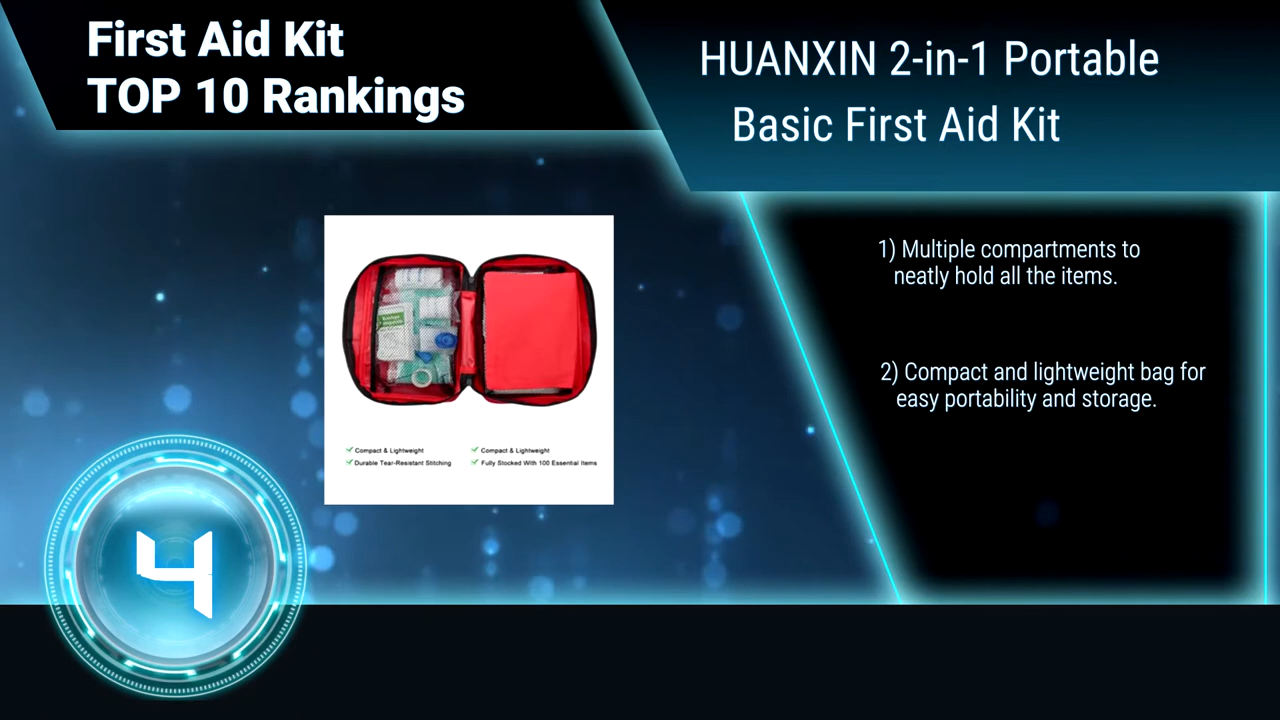 First Aid Kit
TOP 10 Rankings
HUANXIN 2-in-1 Portable
Basic First Aid Kit
1) Multiple compartments to
neatly hold all the items.
2) Compact and lightweight bag for
easy portability and storage.
Compact & Lightweight
Compact & Lightweight
Durable Tear-Resistant Stitching
Fully Stocked With 100 Essential Items
4